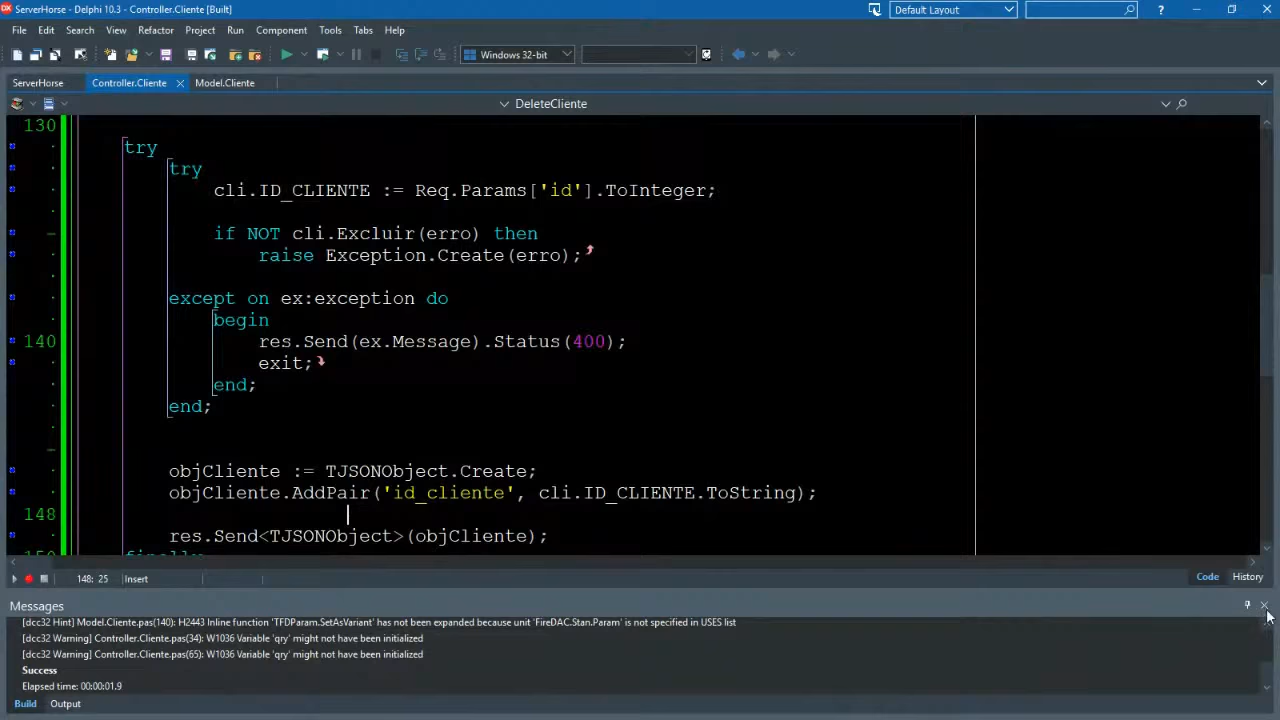 ServerHorse - Delphi 10.3 - Controller.Cliente [Built]
Default Layout
?
File Edit Search View Refactor Project Run Component Tools Tabs Help
Windows 32-bit
ServerHorse Controller.Cliente Model.Cliente
DeleteCliente
130
try
try
cli.ID_CLIENTE := Req.Params['id'].ToInteger;
if NOT cli.Excluir(erro) then
raise Exception.Create(erro);
except on ex:exception do
begin
140 res.Send(ex.Message).Status(400);
exit;
end;
end;
objCliente := TJSONObject.Create;
objCliente.AddPair('id_cliente', cli.ID_CLIENTE.ToString);
148
res.Send<TJSONObject>(objCliente);
150 finally
148: 25 Insert
Code History
Messages
[dcc32 Hint] Model.Cliente.pas(140): H2443 Inline function 'TFDParam.SetAsVariant' has not been expanded because unit 'FireDAC.Stan.Param' is not specified in USES list
[dcc32 Warning] Controller.Cliente.pas(34): W1036 Variable 'qry' might not have been initialized
[dcc32 Warning] Controller.Cliente.pas(65): W1036 Variable 'qry' might not have been initialized
Success
Elapsed time: 00:00:01.9
Build Output